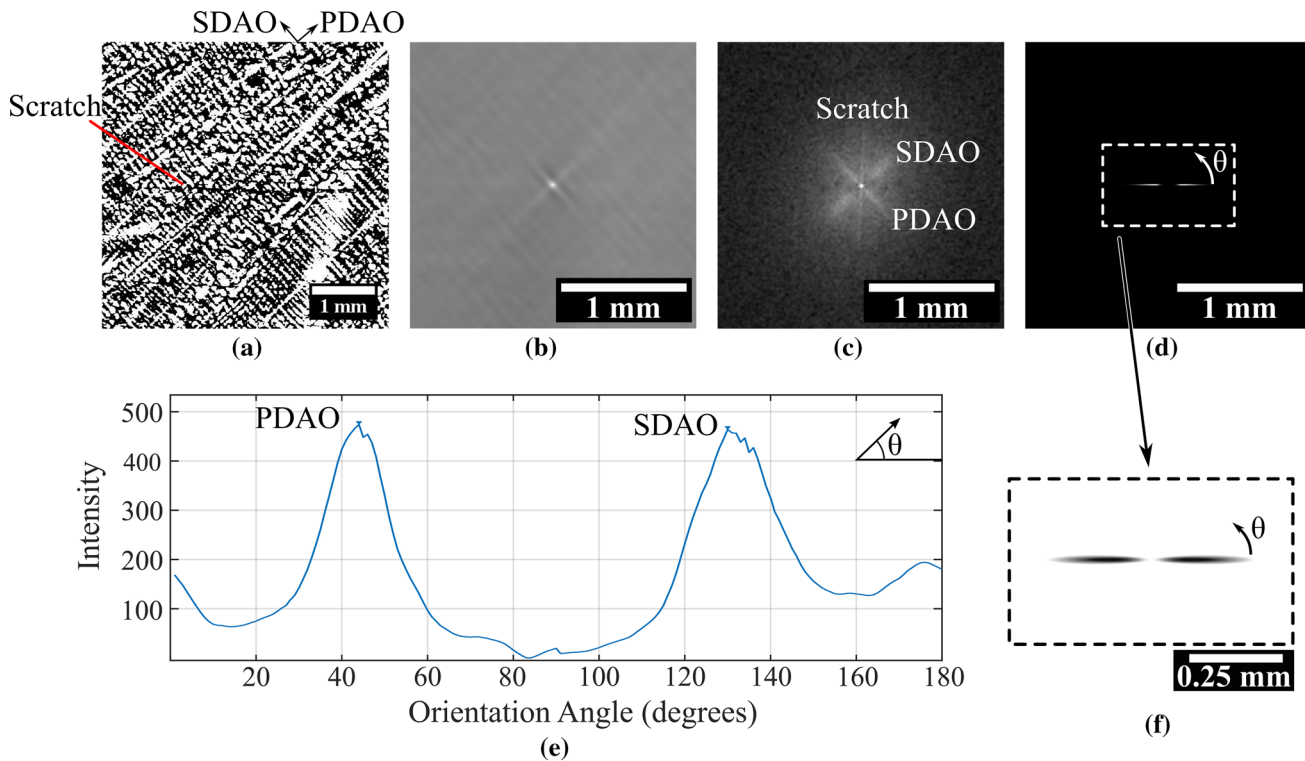 SDAO PDAO
Scratch
1 mm
(a)
1 mm
(b)
Scratch
SDAO
PDAO
1 mm
(c)
θ
1 mm
(d)
500
400
300
200
100
Intensity
PDAO
SDAO
θ
20 40 60 80 100 120 140 160 180
Orientation Angle (degrees)
(e)
θ
0.25 mm
(f)